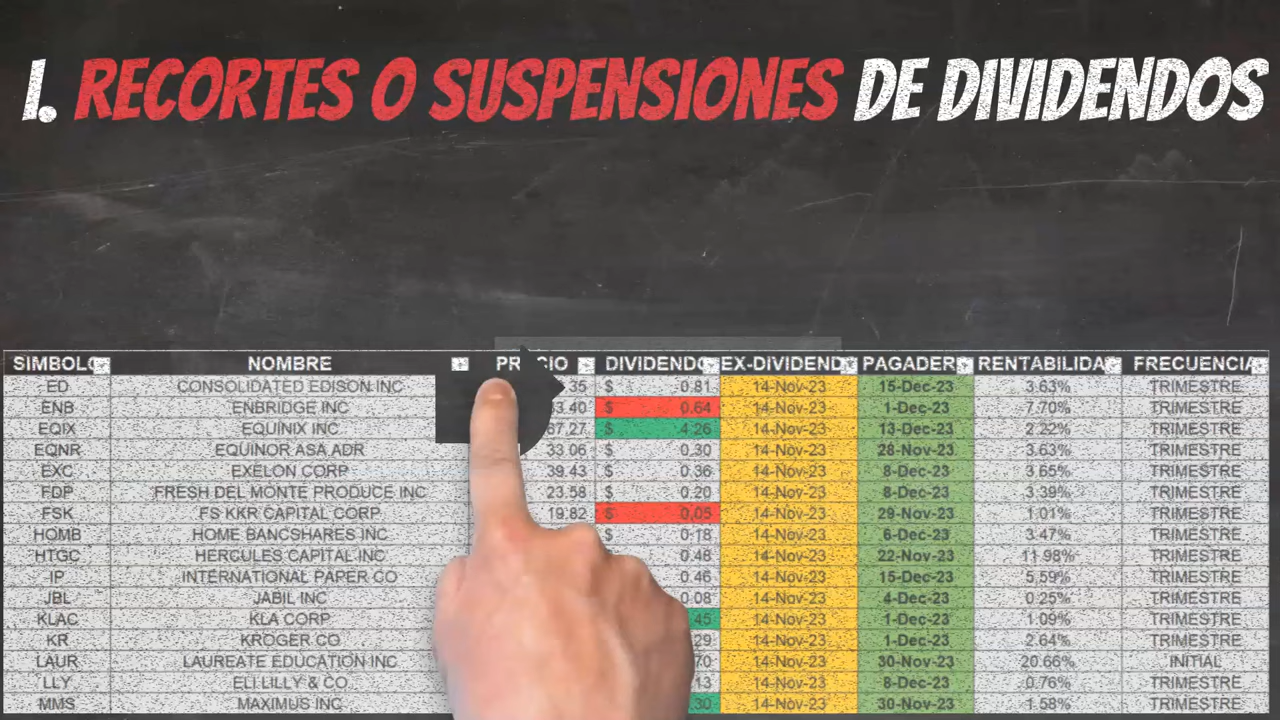 1. RECORTES O SUSPENSIONES DE DIVIDENDOS
SIMBOLO NOMBRE DIVIDENDO EX-DIVIDEND PAGADER RENTABILIDA FRECUENCIA
ED CONSOLIDATED EDISON INC 35 $ 0.81 14-Nov-23 15-Dec-23 3.63% TRIMESTRE
ENB ENBRIDGE INC 3.40 $ 0.64 14-Nov-23 1-Dec-23 7.70% TRIMESTRE
EQIX EQUINIX INC 67.27 $ 4.26 14-Nov-23 13-Dec-23 2.22% TRIMESTRE
EQNR EQUINOR ASA ADR 33.06 $ 0.30 14-Nov-23 28-Nov-23 3.63% TRIMESTRE
EXC EXELON CORP 39.43 $ 0.36 14-Nov-23 8-Dec-23 3.65% TRIMESTRE
FDP FRESH DEL MONTE PRODUCE INC 23.58 $ 0.20 14-Nov-23 8-Dec-23 3.39% TRIMESTRE
FSK FS KKR CAPITAL CORP 19.82 $ 0.05 14-Nov-23 29-Nov-23 1.01% TRIMESTRE
HOMB HOME BANCSHARES INC $ 0.18 14-Nov-23 6-Dec-23 3.47% TRIMESTRE
HTGC HERCULES CAPITAL INC 0.48 14-Nov-23 22-Nov-23 11.98% TRIMESTRE
IP INTERNATIONAL PAPER CO 0.46 14-Nov-23 15-Dec-23 5.59% TRIMESTRE
JBL JABIL INC 0.08 14-Nov-23 4-Dec-23 0.25% TRIMESTRE
KLAC KLA CORP 45 14-Nov-23 1-Dec-23 1.09% TRIMESTRE
KR KROGER CO 29 14-Nov-23 1-Dec-23 2.64% TRIMESTRE
LAUR LAUREATE EDUCATION INC 70 14-Nov-23 30-Nov-23 20.66% INITIAL
LLY ELI LILLY & CO 13 14-Nov-23 8-Dec-23 0.76% TRIMESTRE
MMS MAXIMUS INC .30 14-Nov-23 30-Nov-23 1.58% TRIMESTRE